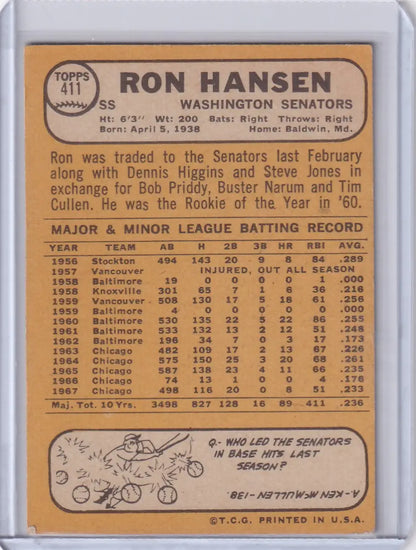 TOPPS
411
RON HANSEN
SS WASHINGTON SENATORS
Ht: 6'3" Wt: 200 Bats: Right Throws: Right
Born: April 5, 1938 Home: Baldwin, Md.
Ron was traded to the Senators last February
along with Dennis Higgins and Steve Jones in
exchange for Bob Priddy, Buster Narum and Tim
Cullen. He was the Rookie of the Year in '60.
MAJOR & MINOR LEAGUE BATTING RECORD
YEAR TEAM AB H 2B 3B HR RBI AVG.
1956 Stockton 494 143 20 9 8 84 .289
1957 Vancouver INJURED, OUT ALL SEASON
1958 Baltimore 19 0 0 0 0 1 .000
1958 Knoxville 301 65 7 1 6 36 .216
1959 Vancouver 508 130 17 5 18 61 .256
1959 Baltimore 4 0 0 0 0 0 .000
1960 Baltimore 530 135 22 5 22 86 .255
1961 Baltimore 533 132 13 2 12 51 .248
1962 Baltimore 196 34 7 0 3 17 .173
1963 Chicago 482 109 17 2 13 67 .226
1964 Chicago 575 150 25 3 20 68 .261
1965 Chicago 587 138 23 4 11 66 .235
1966 Chicago 74 13 1 0 0 4 .176
1967 Chicago 498 116 20 0 8 51 .233
Maj. Tot. 10 Yrs. 3498 827 128 16 89 411 .236
Q.- WHO LED THE SENATORS
IN BASE HITS LAST
SEASON?
A.- KEN McMULLEN - 138.
©T.C.G. PRINTED IN U.S.A.